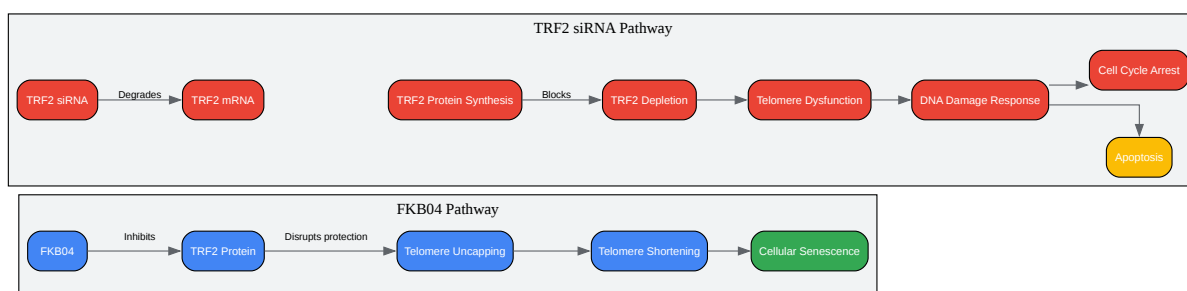 TRF2 siRNA Pathway
TRF2 siRNA
Degrades
TRF2 mRNA
TRF2 Protein Synthesis
Blocks
TRF2 Depletion
Telomere Dysfunction
DNA Damage Response
Cell Cycle Arrest
Apoptosis
FKB04 Pathway
FKB04
Inhibits
TRF2 Protein
Disrupts protection
Telomere Uncapping
Telomere Shortening
Cellular Senescence